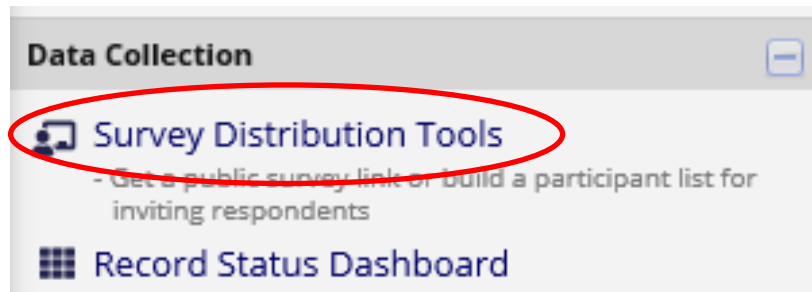 Data Collection
Survey Distribution Tools
- Get a public survey link or build a participant list for
inviting respondents
Record Status Dashboard